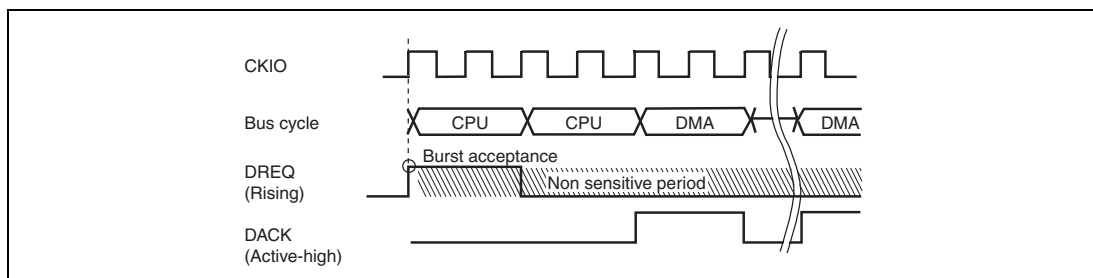 CKIO
Bus cycle
CPU
CPU
DMA
DMA
Burst acceptance
DREQ
(Rising)
Non sensitive period
DACK
(Active-high)